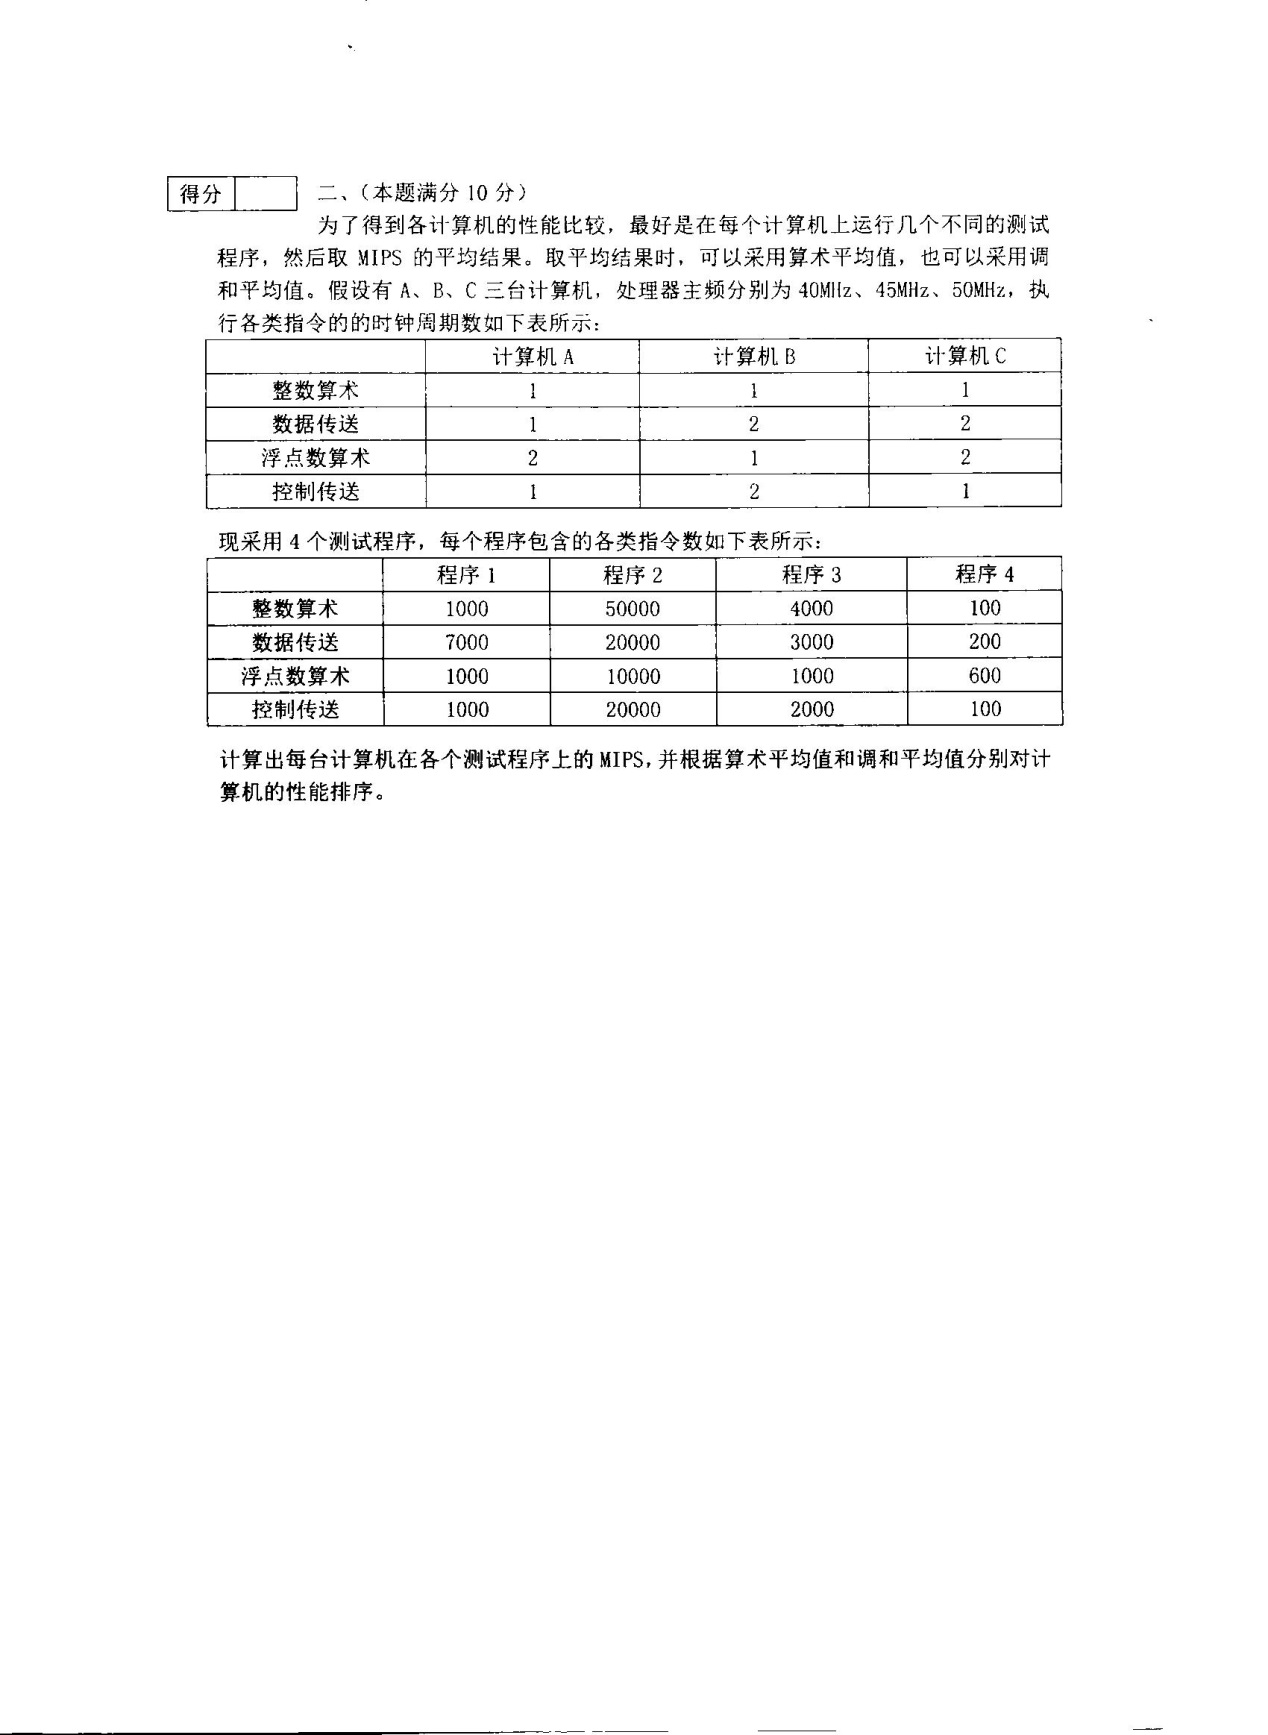 得分 二、（本题满分 10 分）
为了得到各计算机的性能比较，最好是在每个计算机上运行几个不同的测试
程序，然后取 MIPS 的平均结果。取平均结果时，可以采用算术平均值，也可以采用调
和平均值。假设有 A、B、C 三台计算机，处理器主频分别为 40MHz、45MHz、50MHz，执
行各类指令的的时钟周期数如下表所示：
计算机 A 计算机 B 计算机 C
整数算术 1 1 1
数据传送 1 2 2
浮点数算术 2 1 2
控制传送 1 2 1
现采用 4 个测试程序，每个程序包含的各类指令数如下表所示：
程序 1 程序 2 程序 3 程序 4
整数算术 1000 50000 4000 100
数据传送 7000 20000 3000 200
浮点数算术 1000 10000 1000 600
控制传送 1000 20000 2000 100
计算出每台计算机在各个测试程序上的 MIPS，并根据算术平均值和调和平均值分别对计
算机的性能排序。